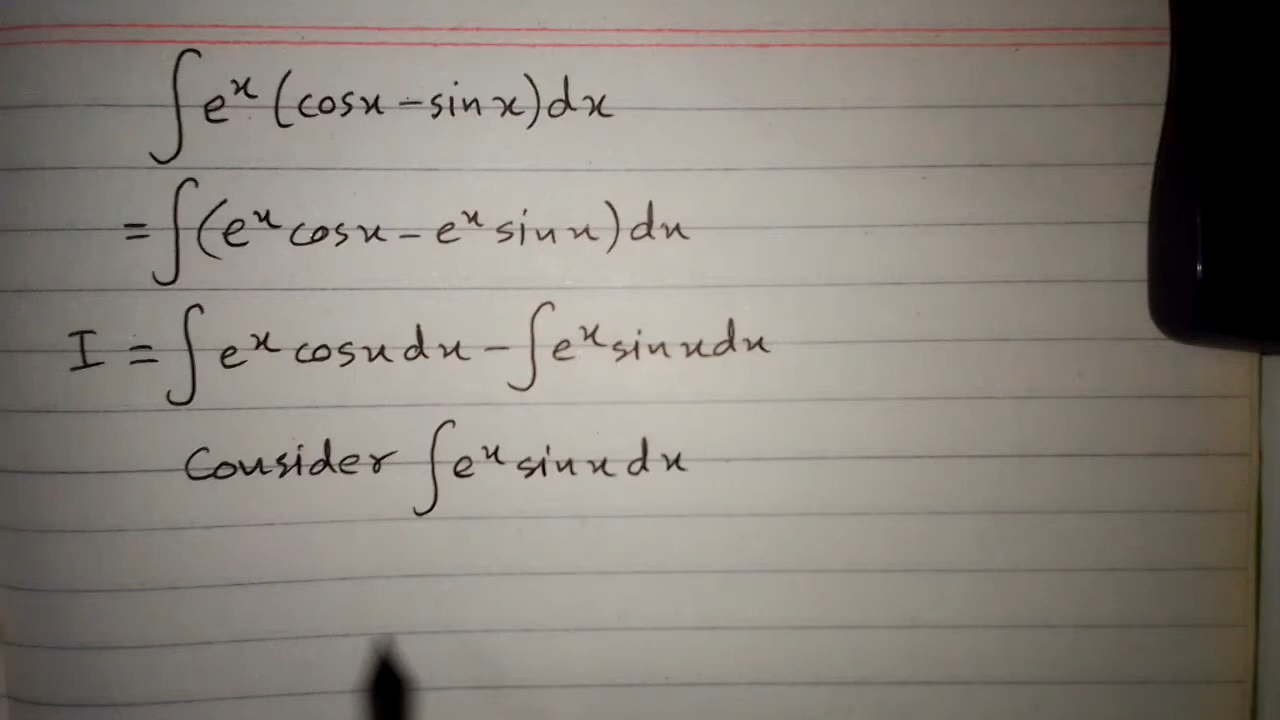 ∫eˣ(cosx-sinx)dx
=∫(eˣcosx-eˣsinx)dx
I=∫eˣcosxdx-∫eˣsinxdx
Consider ∫eˣsinxdx